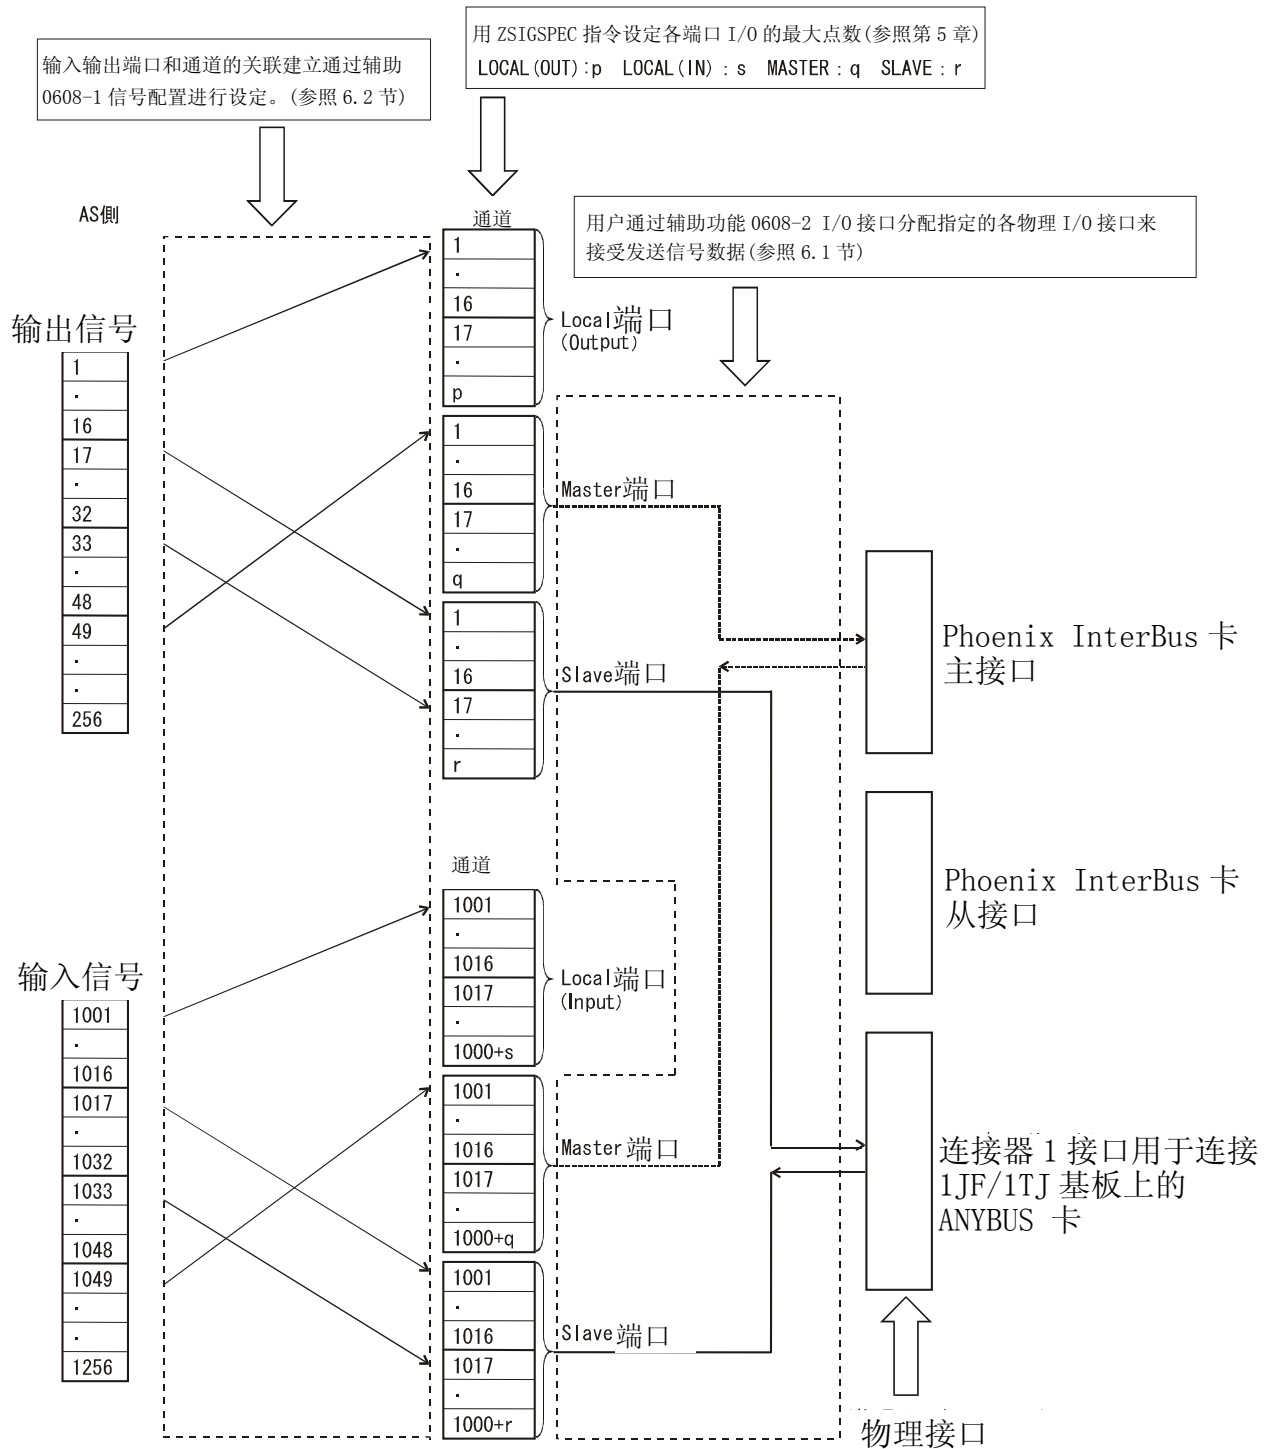 用 ZSIGSPEC 指令设定各端口 I/O 的最大点数(参照第 5 章)
LOCAL(OUT):p LOCAL(IN):s MASTER:q SLAVE:r
输入输出端口和通道的关联建立通过辅助
0608-1 信号配置进行设定。(参照 6.2 节)
用户通过辅助功能 0608-2 I/O 接口分配指定的各物理 I/O 接口来
接受发送信号数据(参照 6.1 节)
AS側
输出信号
1
.
16
17
.
32
33
.
48
49
.
.
256
通道
1
.
16
17
.
p
Local端口
(Output)
1
.
16
17
.
q
Master端口
1
.
16
17
.
r
Slave端口
输入信号
1001
.
1016
1017
.
1032
1033
.
1048
1049
.
.
1256
通道
1001
.
1016
1017
.
1000+s
Local端口
(Input)
1001
.
1016
1017
.
1000+q
Master端口
1001
.
1016
1017
.
1000+r
Slave端口
Phoenix InterBus 卡
主接口
Phoenix InterBus 卡
从接口
连接器 1 接口用于连接
1JF/1TJ 基板上的
ANYBUS 卡
物理接口